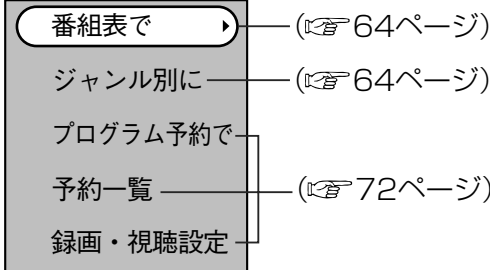 番組表で (☞64ページ)
ジャンル別に (☞64ページ)
プログラム予約で
予約一覧 (☞72ページ)
録画・視聴設定